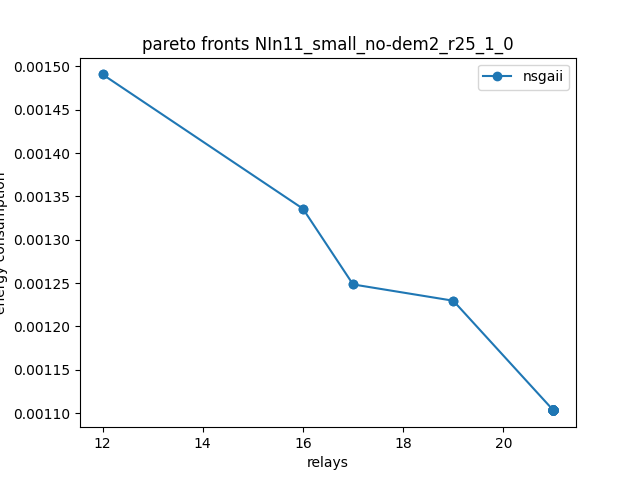 pareto fronts NIn11_small_no-dem2_r25_1_0
nsgaii
0.00150
0.00145
0.00140
0.00135
0.00130
0.00125
0.00120
0.00115
0.00110
energy consumption
12 14 16 18 20
relays